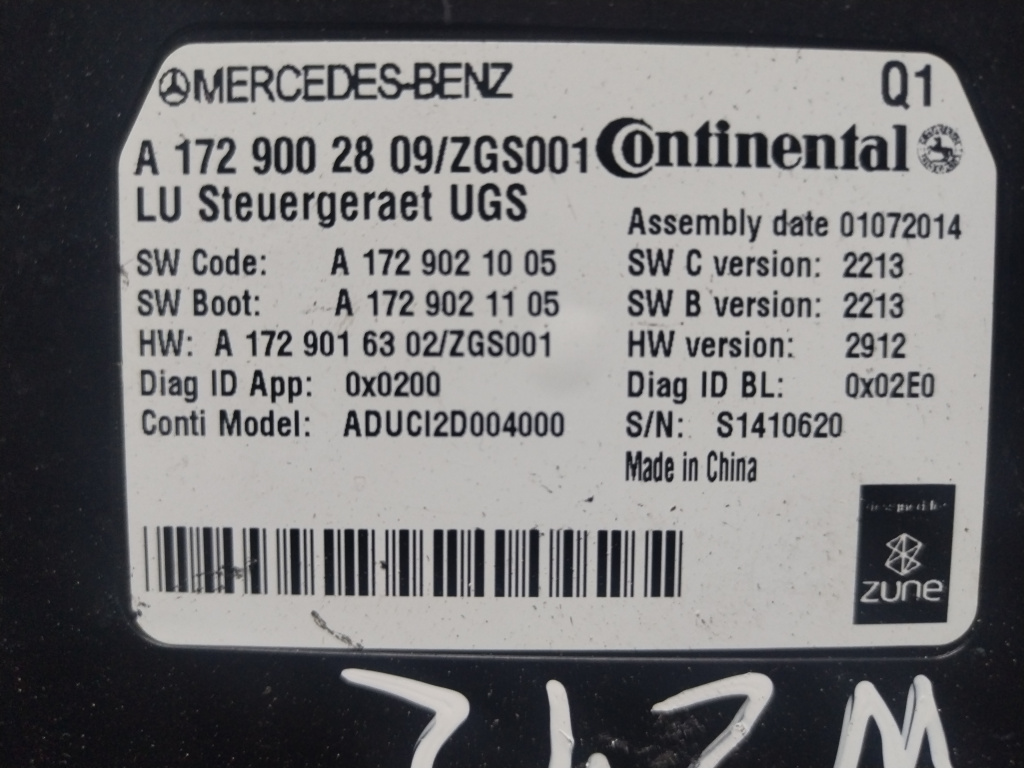 MERCEDES-BENZ
Q1
A 172 900 28 09/ZGS001
Continental
LU Steuergeraet UGS
Assembly date 01072014
SW Code: A 172 902 10 05
SW C version: 2213
SW Boot: A 172 902 11 05
SW B version: 2213
HW: A 172 901 63 02/ZGS001
HW version: 2912
Diag ID App: 0x0200
Diag ID BL: 0x02E0
Conti Model: ADUCI2D004000
S/N: S1410620
Made in China
designed for
zune